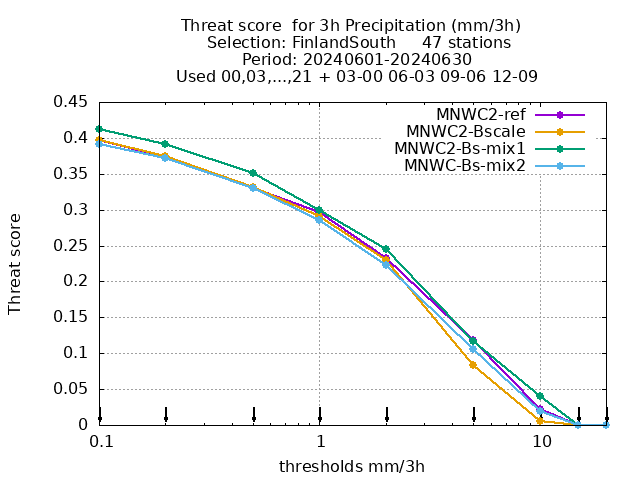 Threat score  for 3h Precipitation (mm/3h)
Selection: FinlandSouth     47 stations
Period: 20240601-20240630
Used 00,03,...,21 + 03-00 06-03 09-06 12-09
MNWC2-ref
MNWC2-Bscale
MNWC2-Bs-mix1
MNWC-Bs-mix2
Threat score
0.45
0.4
0.35
0.3
0.25
0.2
0.15
0.1
0.05
0
0.1 1 10
thresholds mm/3h